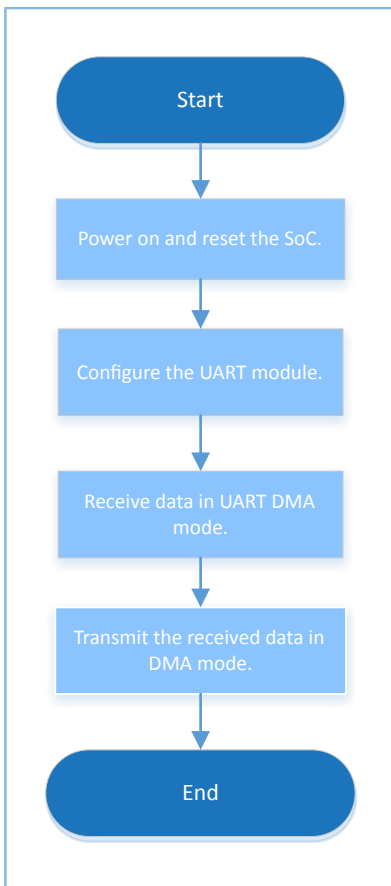 Start
Power on and reset the SoC.
Configure the UART module.
Receive data in UART DMA
mode.
Transmit the received data in
DMA mode.
End